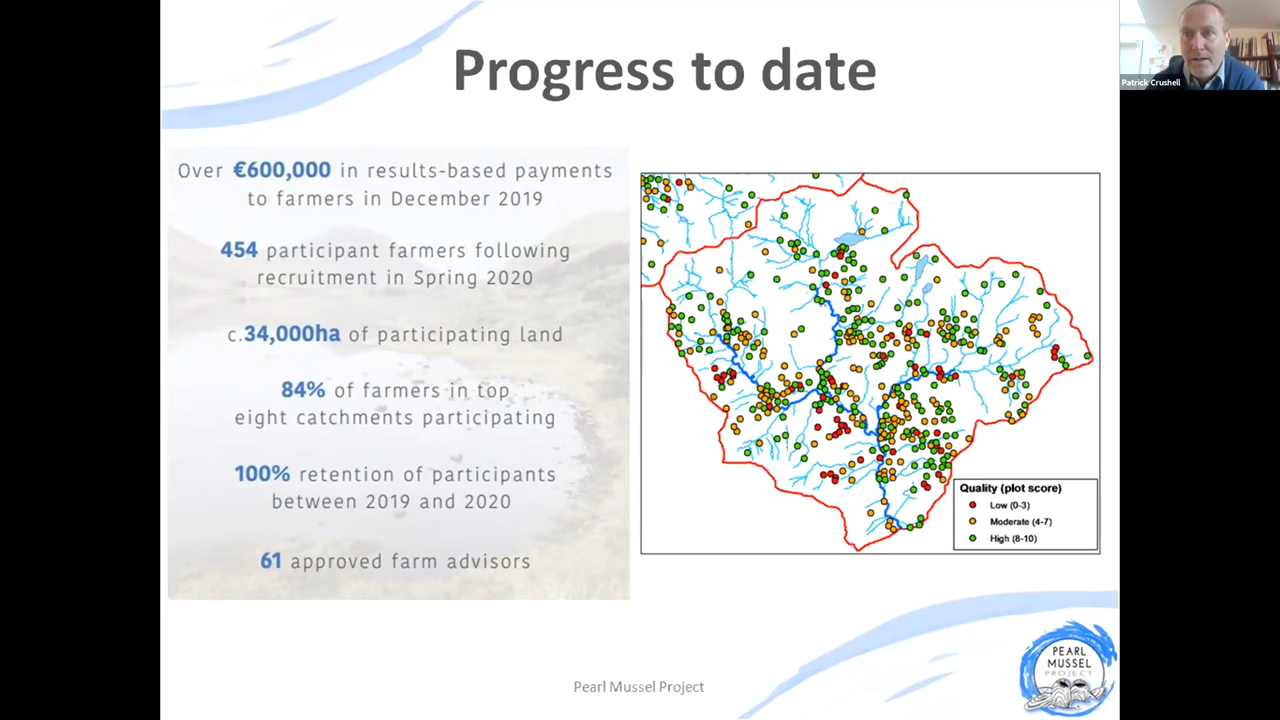 Progress to date
Patrick Crushell
Over €600,000 in results-based payments
to farmers in December 2019
454 participant farmers following
recruitment in Spring 2020
c.34,000ha of participating land
84% of farmers in top
eight catchments participating
100% retention of participants
between 2019 and 2020
61 approved farm advisors
Quality (plot score)
Low (0-3)
Moderate (4-7)
High (8-10)
Pearl Mussel Project
PEARL
MUSSEL
PROJECT